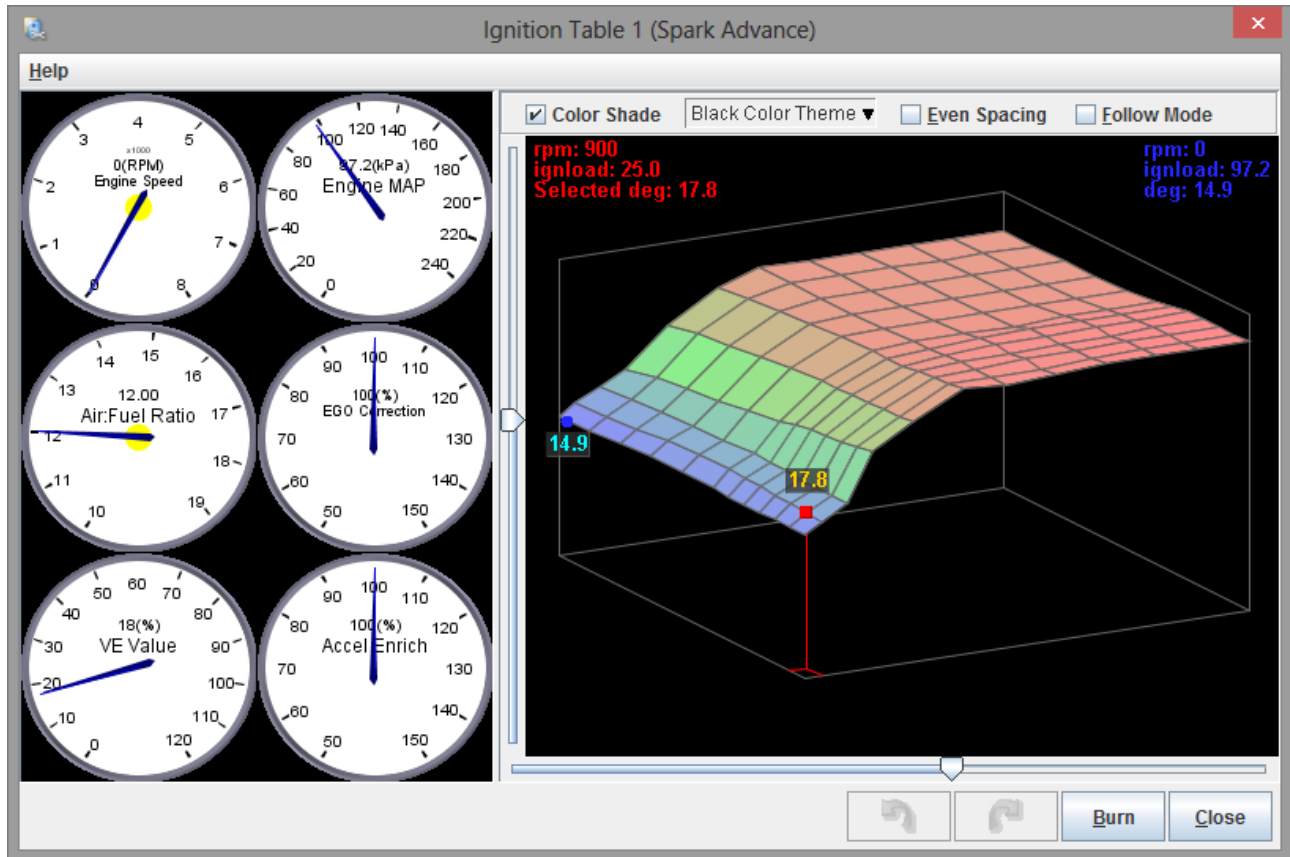 Ignition Table 1 (Spark Advance)
Help
3 4 5
x1000
0(RPM)
Engine Speed
2 6
1 7
0 8
100 120 140 160
80 97.2(kPa) 180
60 Engine MAP 200
40 220
20 240
0
14 15 16
13 12.00 17
Air:Fuel Ratio
12 18
11 19
10
90 100 110
80 100(%) 120
EGO Correction
70 130
60 140
50 150
50 60 70
40 18(%) 80
30 VE Value 90
20 100
10 110
0 120
90 100 110
80 100(%) 120
Accel Enrich
70 130
60 140
50 150
Color Shade Black Color Theme Even Spacing Follow Mode
rpm: 900
ignload: 25.0
Selected deg: 17.8
rpm: 0
ignload: 97.2
deg: 14.9
14.9
17.8
Burn Close